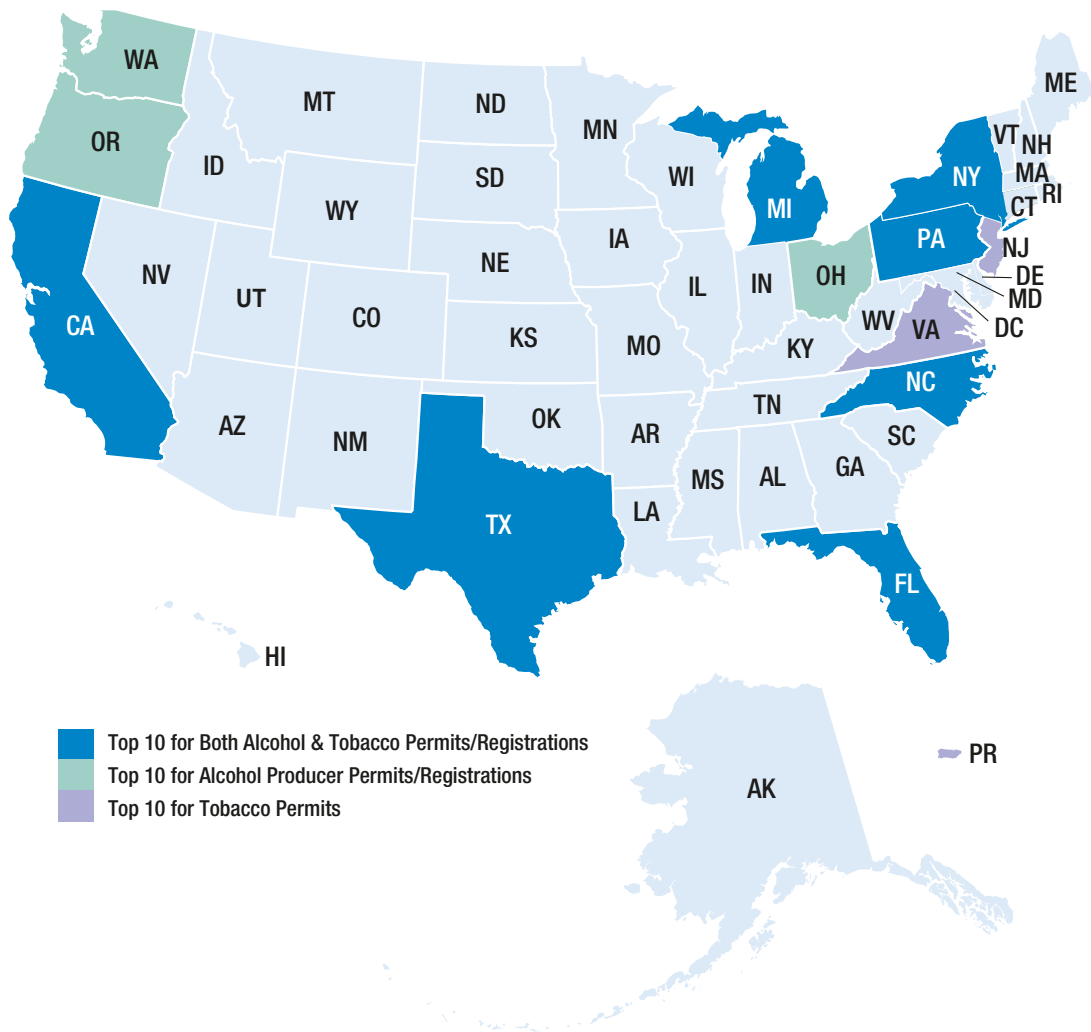 WA
ME
MT
ND
MN
VT
NH
OR
ID
SD
WI
NY
MA
RI
WY
MI
CT
IA
PA
NE
NJ
NV
OH
DE
UT
IL
IN
MD
CA
CO
WV
DC
KS
MO
VA
KY
NC
TN
AZ
OK
NM
AR
SC
MS
AL
GA
LA
TX
FL
HI
Top 10 for Both Alcohol & Tobacco Permits/Registrations
Top 10 for Alcohol Producer Permits/Registrations
Top 10 for Tobacco Permits
PR
AK